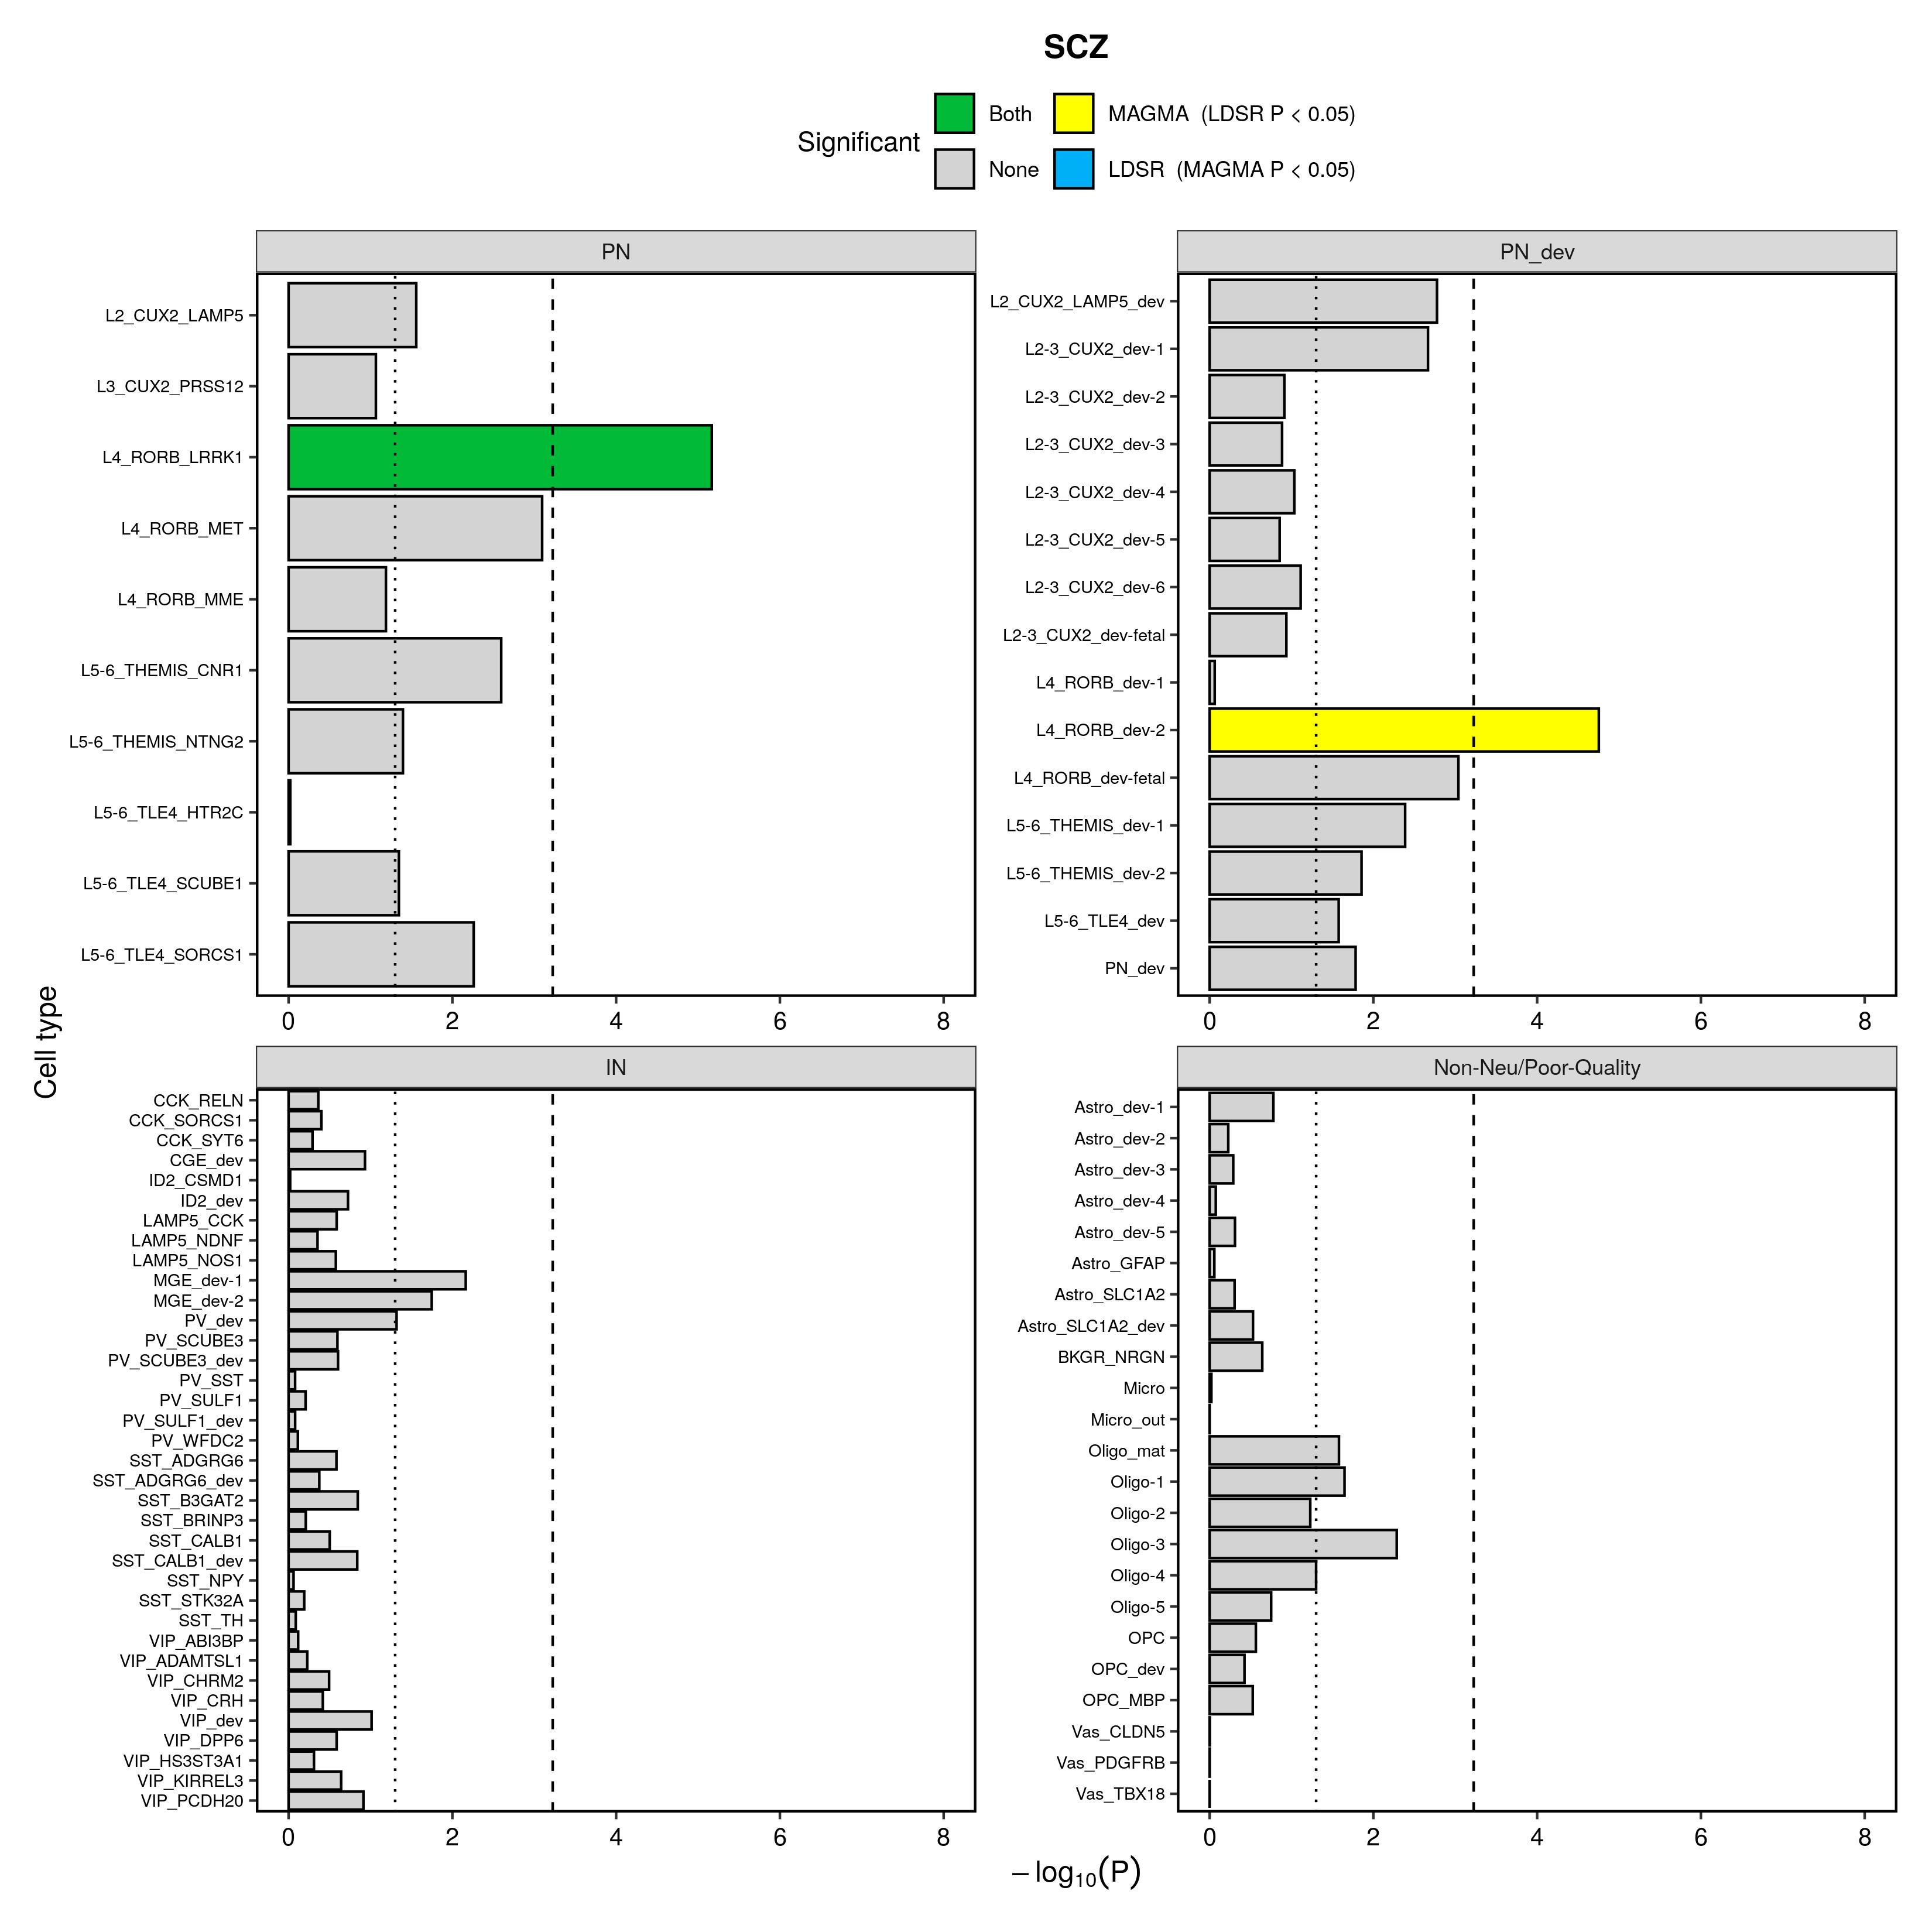 SCZ
Significant
Both
MAGMA  (LDSR P < 0.05)
None
LDSR  (MAGMA P < 0.05)
Cell type
PN
L2_CUX2_LAMP5
L3_CUX2_PRSS12
L4_RORB_LRRK1
L4_RORB_MET
L4_RORB_MME
L5-6_THEMIS_CNR1
L5-6_THEMIS_NTNG2
L5-6_TLE4_HTR2C
L5-6_TLE4_SCUBE1
L5-6_TLE4_SORCS1
0 2 4 6 8
PN_dev
L2_CUX2_LAMP5_dev
L2-3_CUX2_dev-1
L2-3_CUX2_dev-2
L2-3_CUX2_dev-3
L2-3_CUX2_dev-4
L2-3_CUX2_dev-5
L2-3_CUX2_dev-6
L2-3_CUX2_dev-fetal
L4_RORB_dev-1
L4_RORB_dev-2
L4_RORB_dev-fetal
L5-6_THEMIS_dev-1
L5-6_THEMIS_dev-2
L5-6_TLE4_dev
PN_dev
0 2 4 6 8
IN
CCK_RELN
CCK_SORCS1
CCK_SYT6
CGE_dev
ID2_CSMD1
ID2_dev
LAMP5_CCK
LAMP5_NDNF
LAMP5_NOS1
MGE_dev-1
MGE_dev-2
PV_dev
PV_SCUBE3
PV_SCUBE3_dev
PV_SST
PV_SULF1
PV_SULF1_dev
PV_WFDC2
SST_ADGRG6
SST_ADGRG6_dev
SST_B3GAT2
SST_BRINP3
SST_CALB1
SST_CALB1_dev
SST_NPY
SST_STK32A
SST_TH
VIP_ABI3BP
VIP_ADAMTSL1
VIP_CHRM2
VIP_CRH
VIP_dev
VIP_DPP6
VIP_HS3ST3A1
VIP_KIRREL3
VIP_PCDH20
0 2 4 6 8
Non-Neu/Poor-Quality
Astro_dev-1
Astro_dev-2
Astro_dev-3
Astro_dev-4
Astro_dev-5
Astro_GFAP
Astro_SLC1A2
Astro_SLC1A2_dev
BKGR_NRGN
Micro
Micro_out
Oligo_mat
Oligo-1
Oligo-2
Oligo-3
Oligo-4
Oligo-5
OPC
OPC_dev
OPC_MBP
Vas_CLDN5
Vas_PDGFRB
Vas_TBX18
0 2 4 6 8
−log₁₀(P)